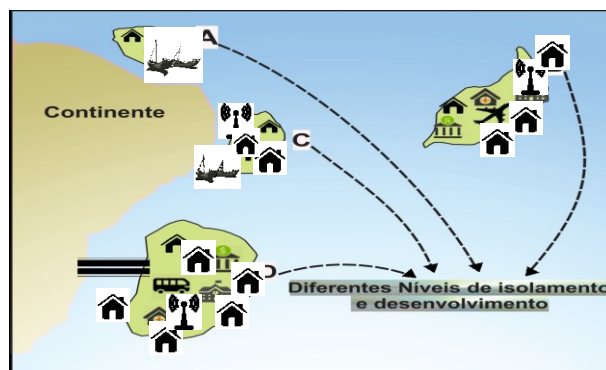 A
Continente
C
D
Diferentes Níveis de isolamento
e desenvolvimento